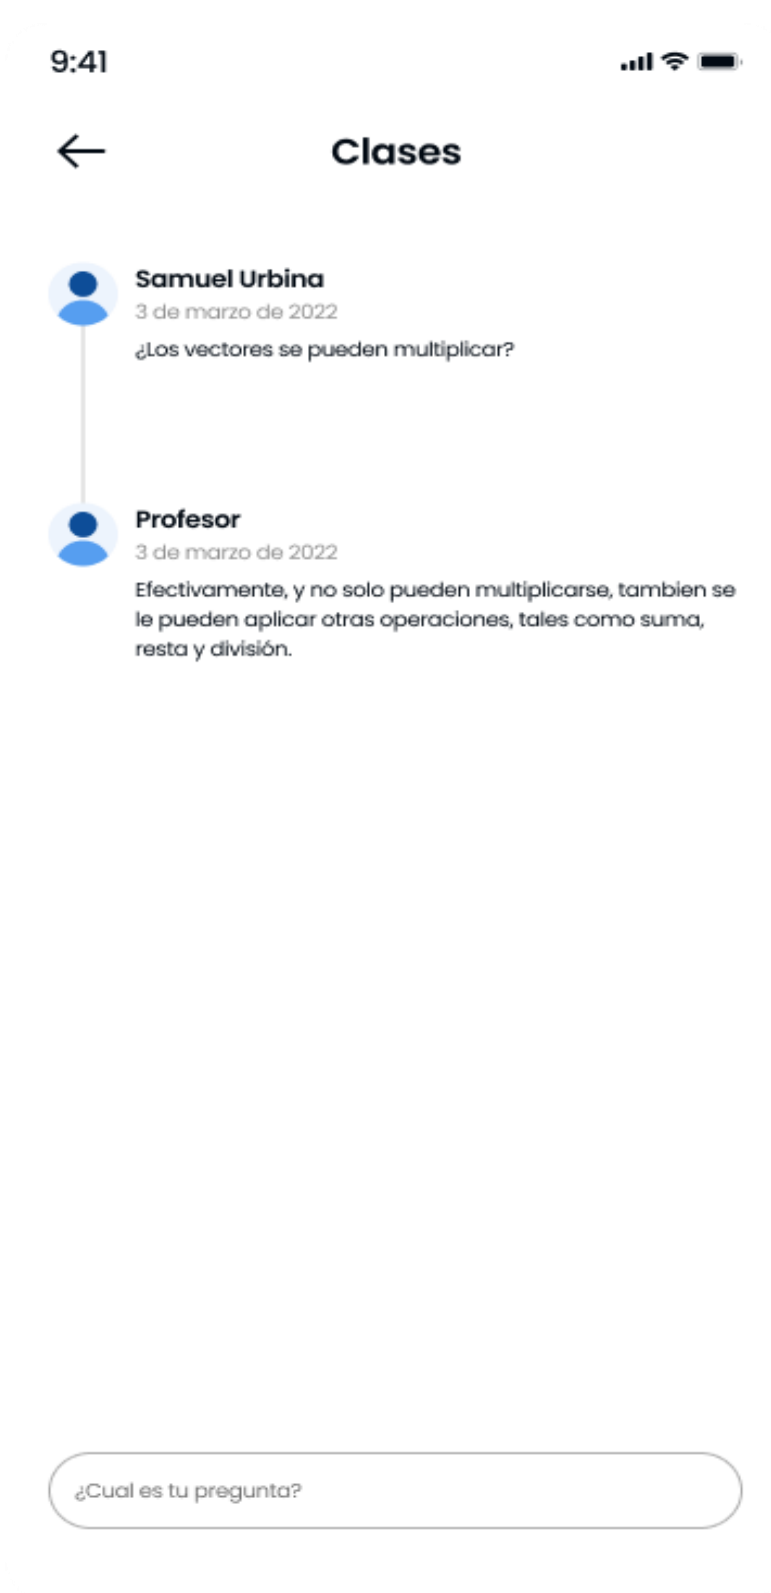 9:41
Clases
Samuel Urbina
3 de marzo de 2022
¿Los vectores se pueden multiplicar?
Profesor
3 de marzo de 2022
Efectivamente, y no solo pueden multiplicarse, tambien se
le pueden aplicar otras operaciones, tales como suma,
resta y división.
¿Cual es tu pregunta?